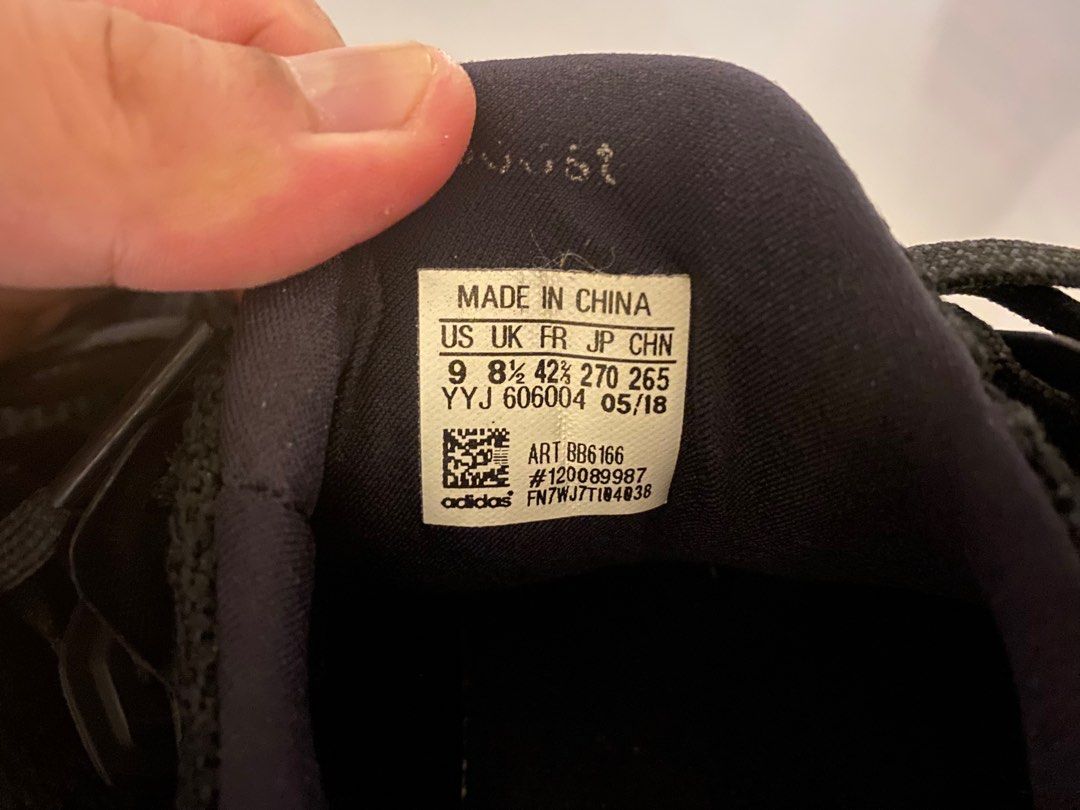 MADE IN CHINA
US UK FR JP CHN
9 8½ 42⅔ 270 265
YYJ 606004 05/18
ART BB6166
#120089987
adidas
FN7WJ7TI04038